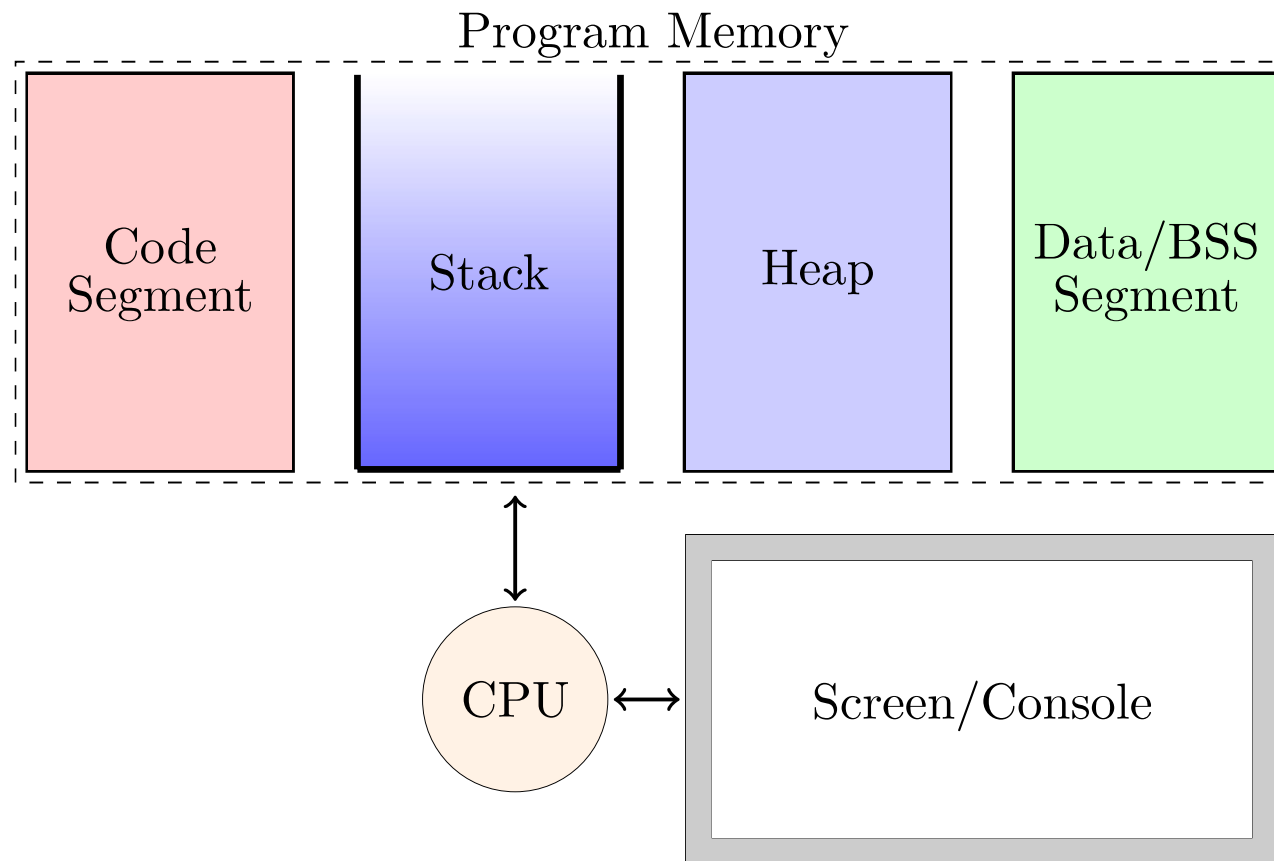 Program Memory
Code
Segment
Stack
Heap
Data/BSS
Segment
CPU
Screen/Console